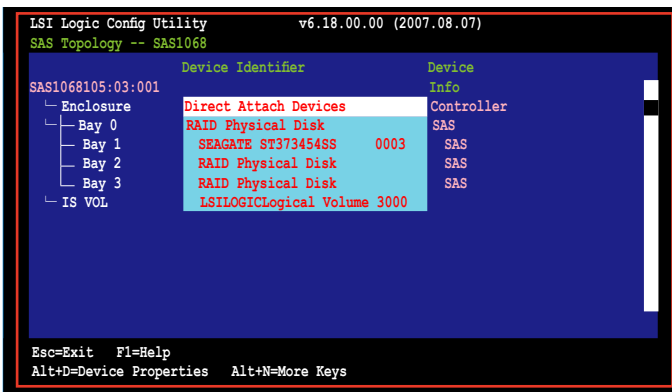 LSI Logic Config Utility v6.18.00.00 (2007.08.07)
SAS Topology -- SAS1068
Device Identifier Device
SAS1068105:03:001 Info
Enclosure Direct Attach Devices Controller
Bay 0 RAID Physical Disk SAS
Bay 1 SEAGATE ST373454SS 0003 SAS
Bay 2 RAID Physical Disk SAS
Bay 3 RAID Physical Disk SAS
IS VOL LSILOGICLogical Volume 3000
Esc=Exit F1=Help
Alt+D=Device Properties Alt+N=More Keys